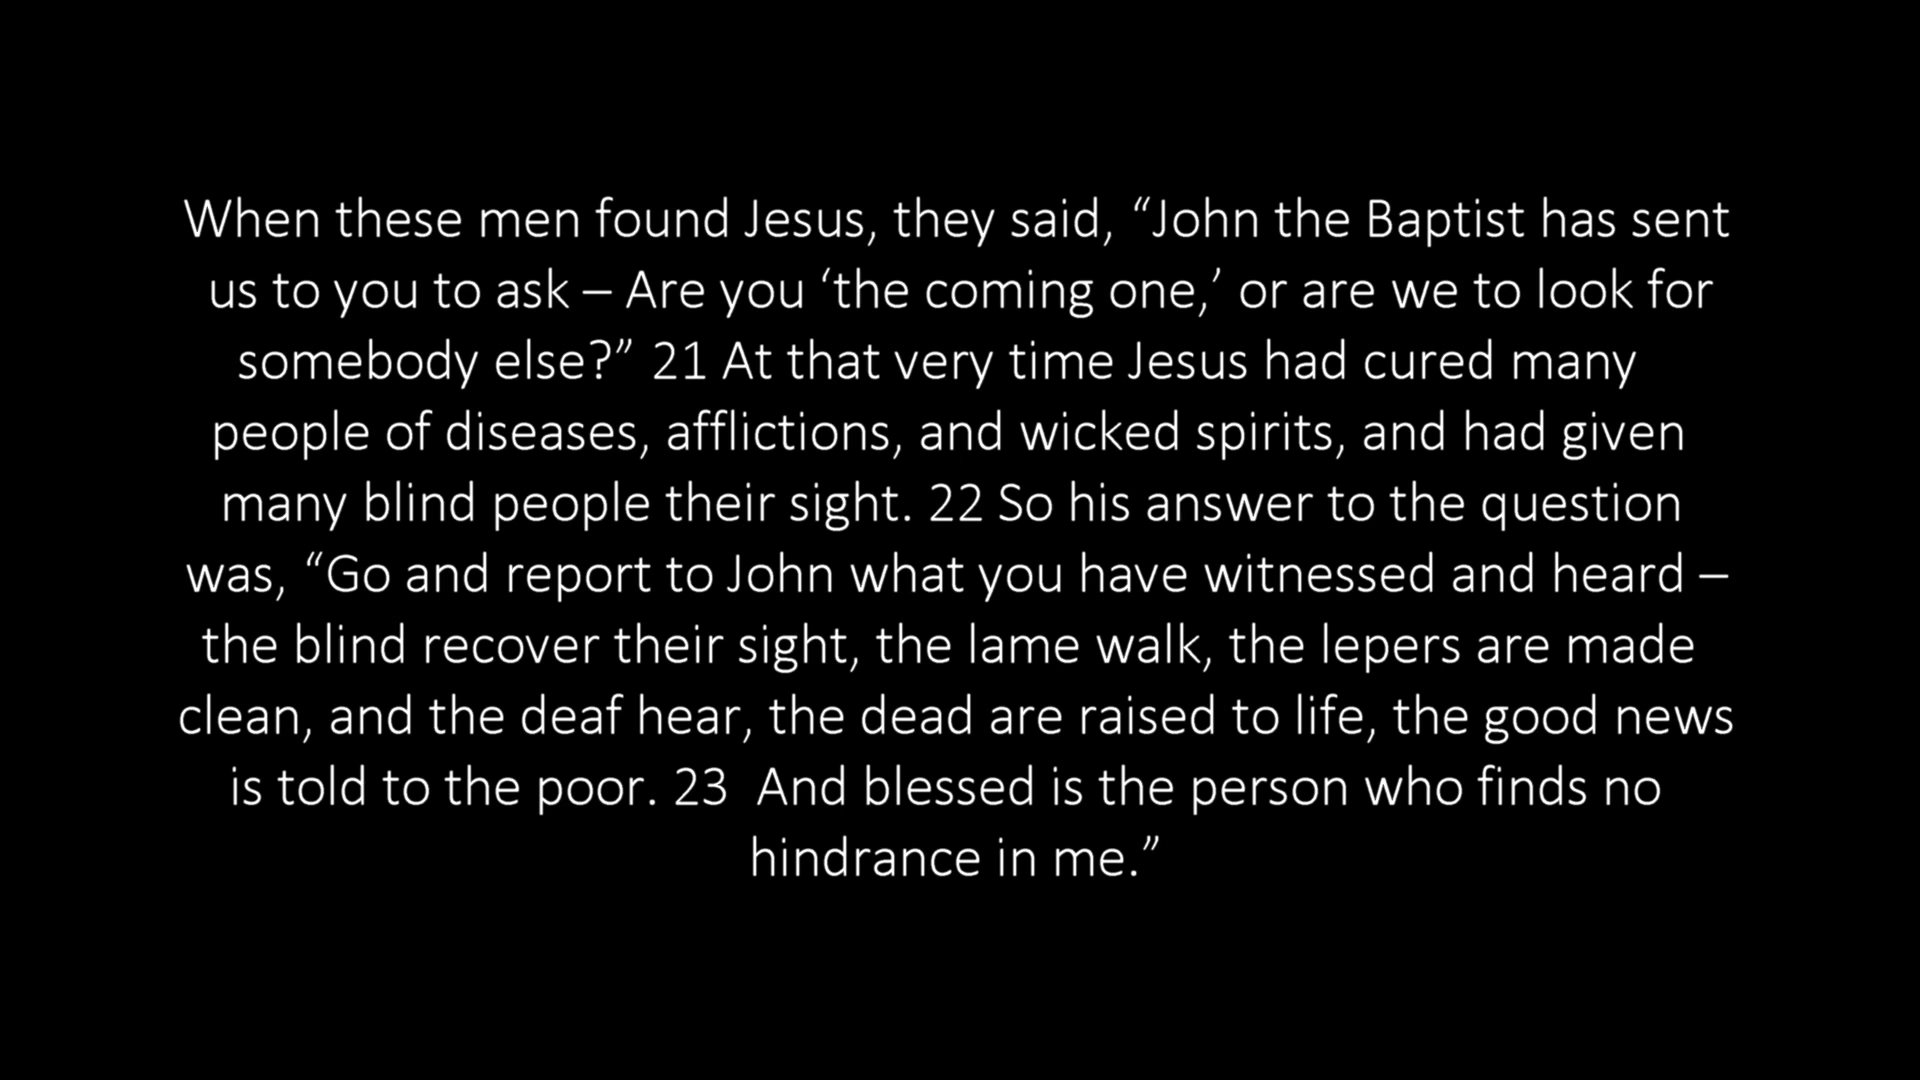 When these men found Jesus, they said, “John the Baptist has sent
us to you to ask – Are you ‘the coming one,’ or are we to look for
somebody else?” 21 At that very time Jesus had cured many
people of diseases, afflictions, and wicked spirits, and had given
many blind people their sight. 22 So his answer to the question
was, “Go and report to John what you have witnessed and heard –
the blind recover their sight, the lame walk, the lepers are made
clean, and the deaf hear, the dead are raised to life, the good news
is told to the poor. 23  And blessed is the person who finds no
hindrance in me.”